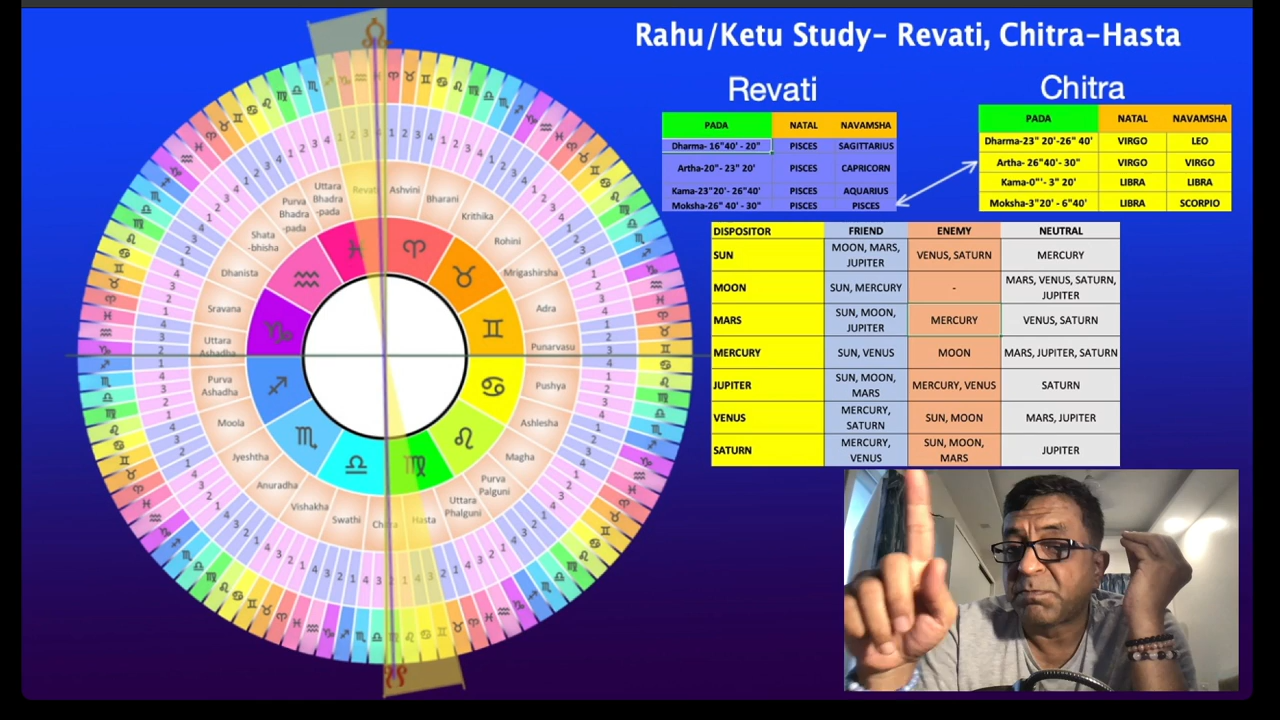 Rahu/Ketu Study- Revati, Chitra-Hasta
Revati
PADA NATAL NAVAMSHA
Dharma- 16"40' - 20" PISCES SAGITTARIUS
Artha-20"- 23" 20' PISCES CAPRICORN
Kama-23"20'- 26"40' PISCES AQUARIUS
Moksha-26" 40' - 30" PISCES PISCES
Chitra
PADA NATAL NAVAMSHA
Dharma-23" 20'-26" 40' VIRGO LEO
Artha- 26"40'- 30" VIRGO VIRGO
Kama-0"'- 3" 20' LIBRA LIBRA
Moksha-3"20' - 6"40' LIBRA SCORPIO
DISPOSITOR FRIEND ENEMY NEUTRAL
SUN MOON, MARS, JUPITER VENUS, SATURN MERCURY
MOON SUN, MERCURY - MARS, VENUS, SATURN, JUPITER
MARS SUN, MOON, JUPITER MERCURY VENUS, SATURN
MERCURY SUN, VENUS MOON MARS, JUPITER, SATURN
JUPITER SUN, MOON, MARS MERCURY, VENUS SATURN
VENUS MERCURY, SATURN SUN, MOON MARS, JUPITER
SATURN MERCURY, VENUS SUN, MOON, MARS JUPITER
Ashvini
Bharani
Krithika
Rohini
Mrigashirsha
Adra
Punarvasu
Pushya
Ashlesha
Magha
Purva
Palguni
Uttara
Phalguni
Hasta
Swathi
Vishakha
Anuradha
Jyeshtha
Moola
Purva
Ashadha
Uttara
Ashadha
Sravana
Dhanista
Shata
-bhisha
Purva
Bhadra
-pada
Uttara
Bhadra
-pada
Revati